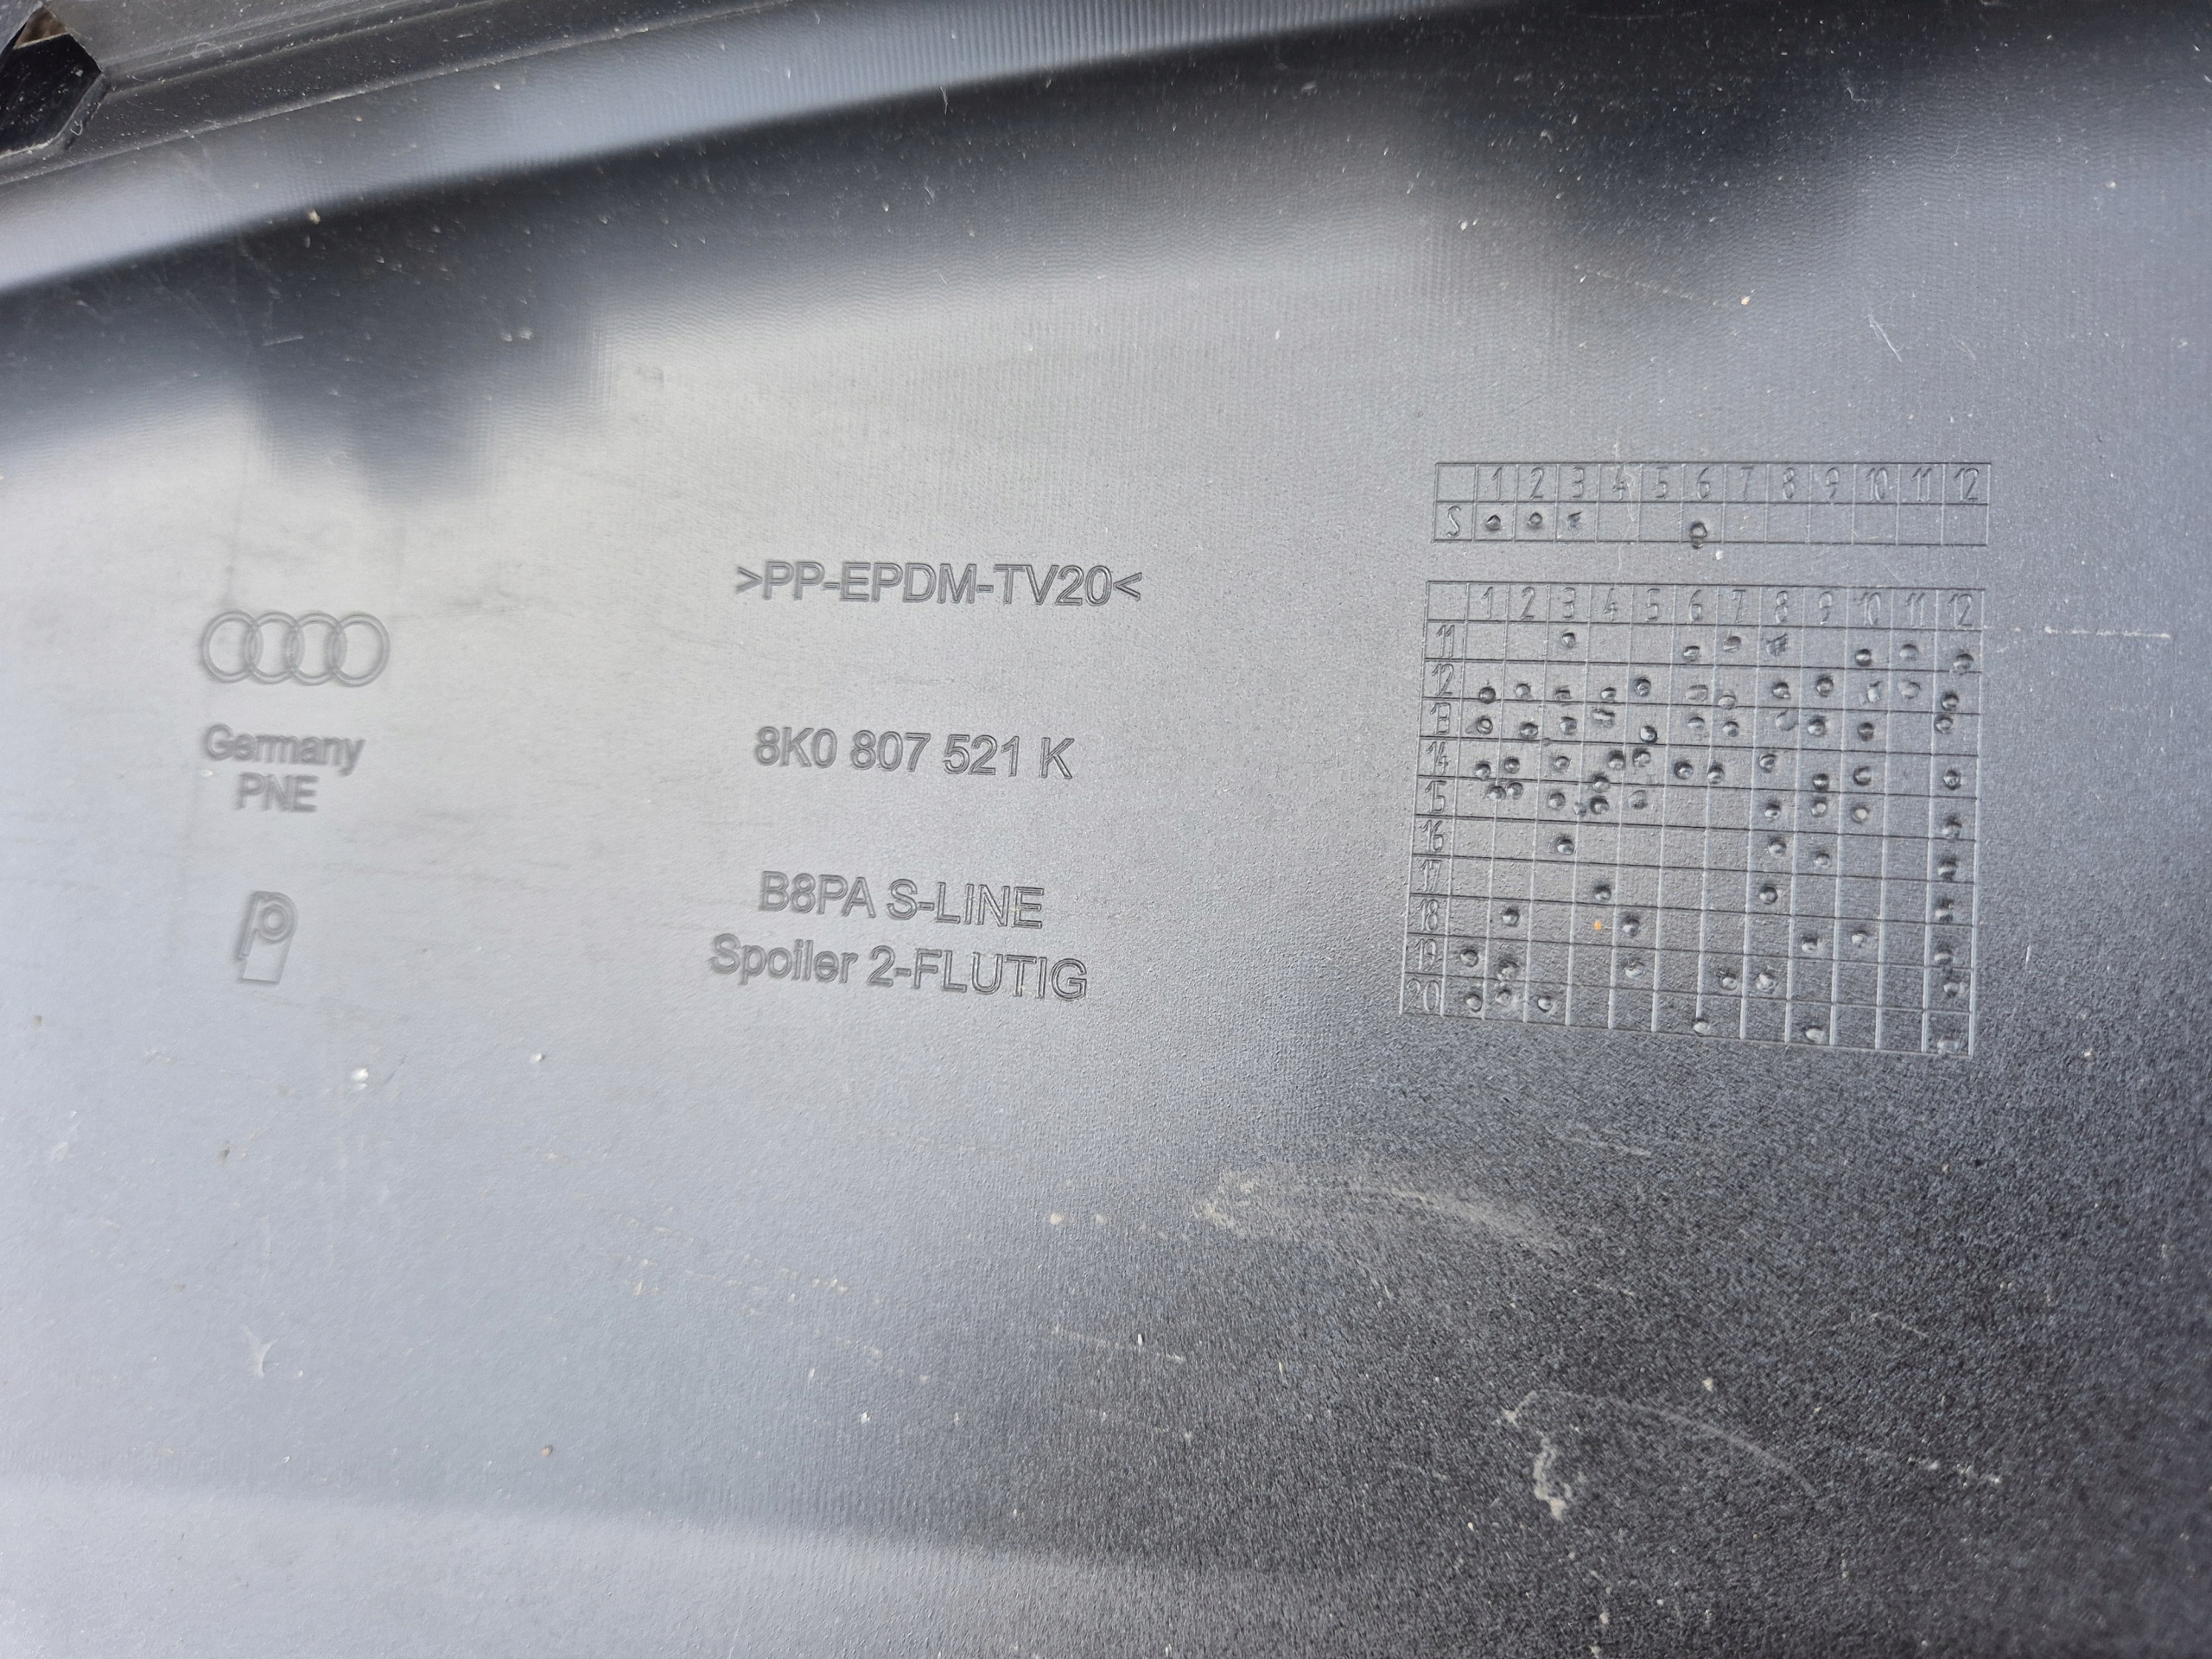 >PP-EPDM-TV20<
8K0 807 521 K
B8PA S-LINE
Spoiler 2-FLUTIG
Germany
PNE
1 2 3 4 5 6 7 8 9 10 11 12
S
1 2 3 4 5 6 7 8 9 10 11 12
11
12
13
14
15
16
17
18
19
20